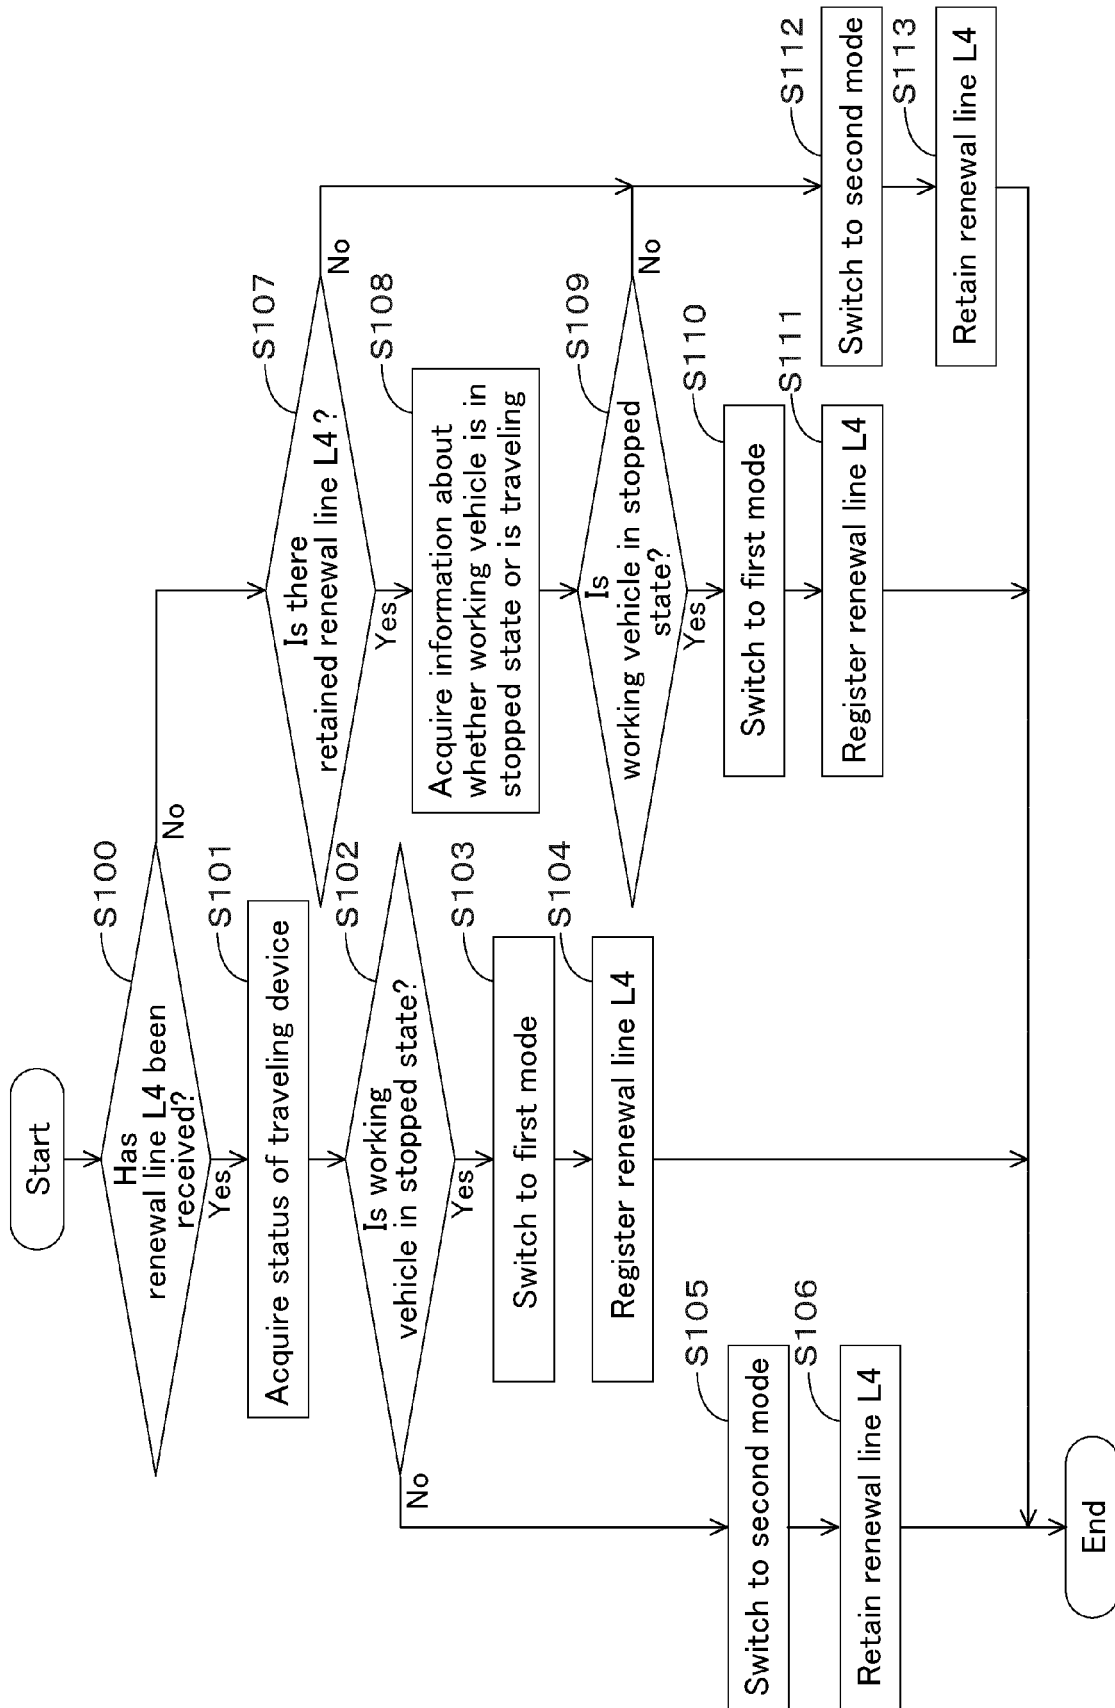 Start
Has
renewal line L4 been
received?
S100
Yes
No
Acquire status of traveling device
S101
Is working
vehicle in stopped state?
S102
Yes
No
Switch to first mode
S103
Register renewal line L4
S104
Switch to second mode
S105
Retain renewal line L4
S106
Is there
retained renewal line L4?
S107
Yes
No
Acquire information about
whether working vehicle is in
stopped state or is traveling
S108
Is
working vehicle in stopped
state?
S109
Yes
No
Switch to first mode
S110
Register renewal line L4
S111
Switch to second mode
S112
Retain renewal line L4
S113
End